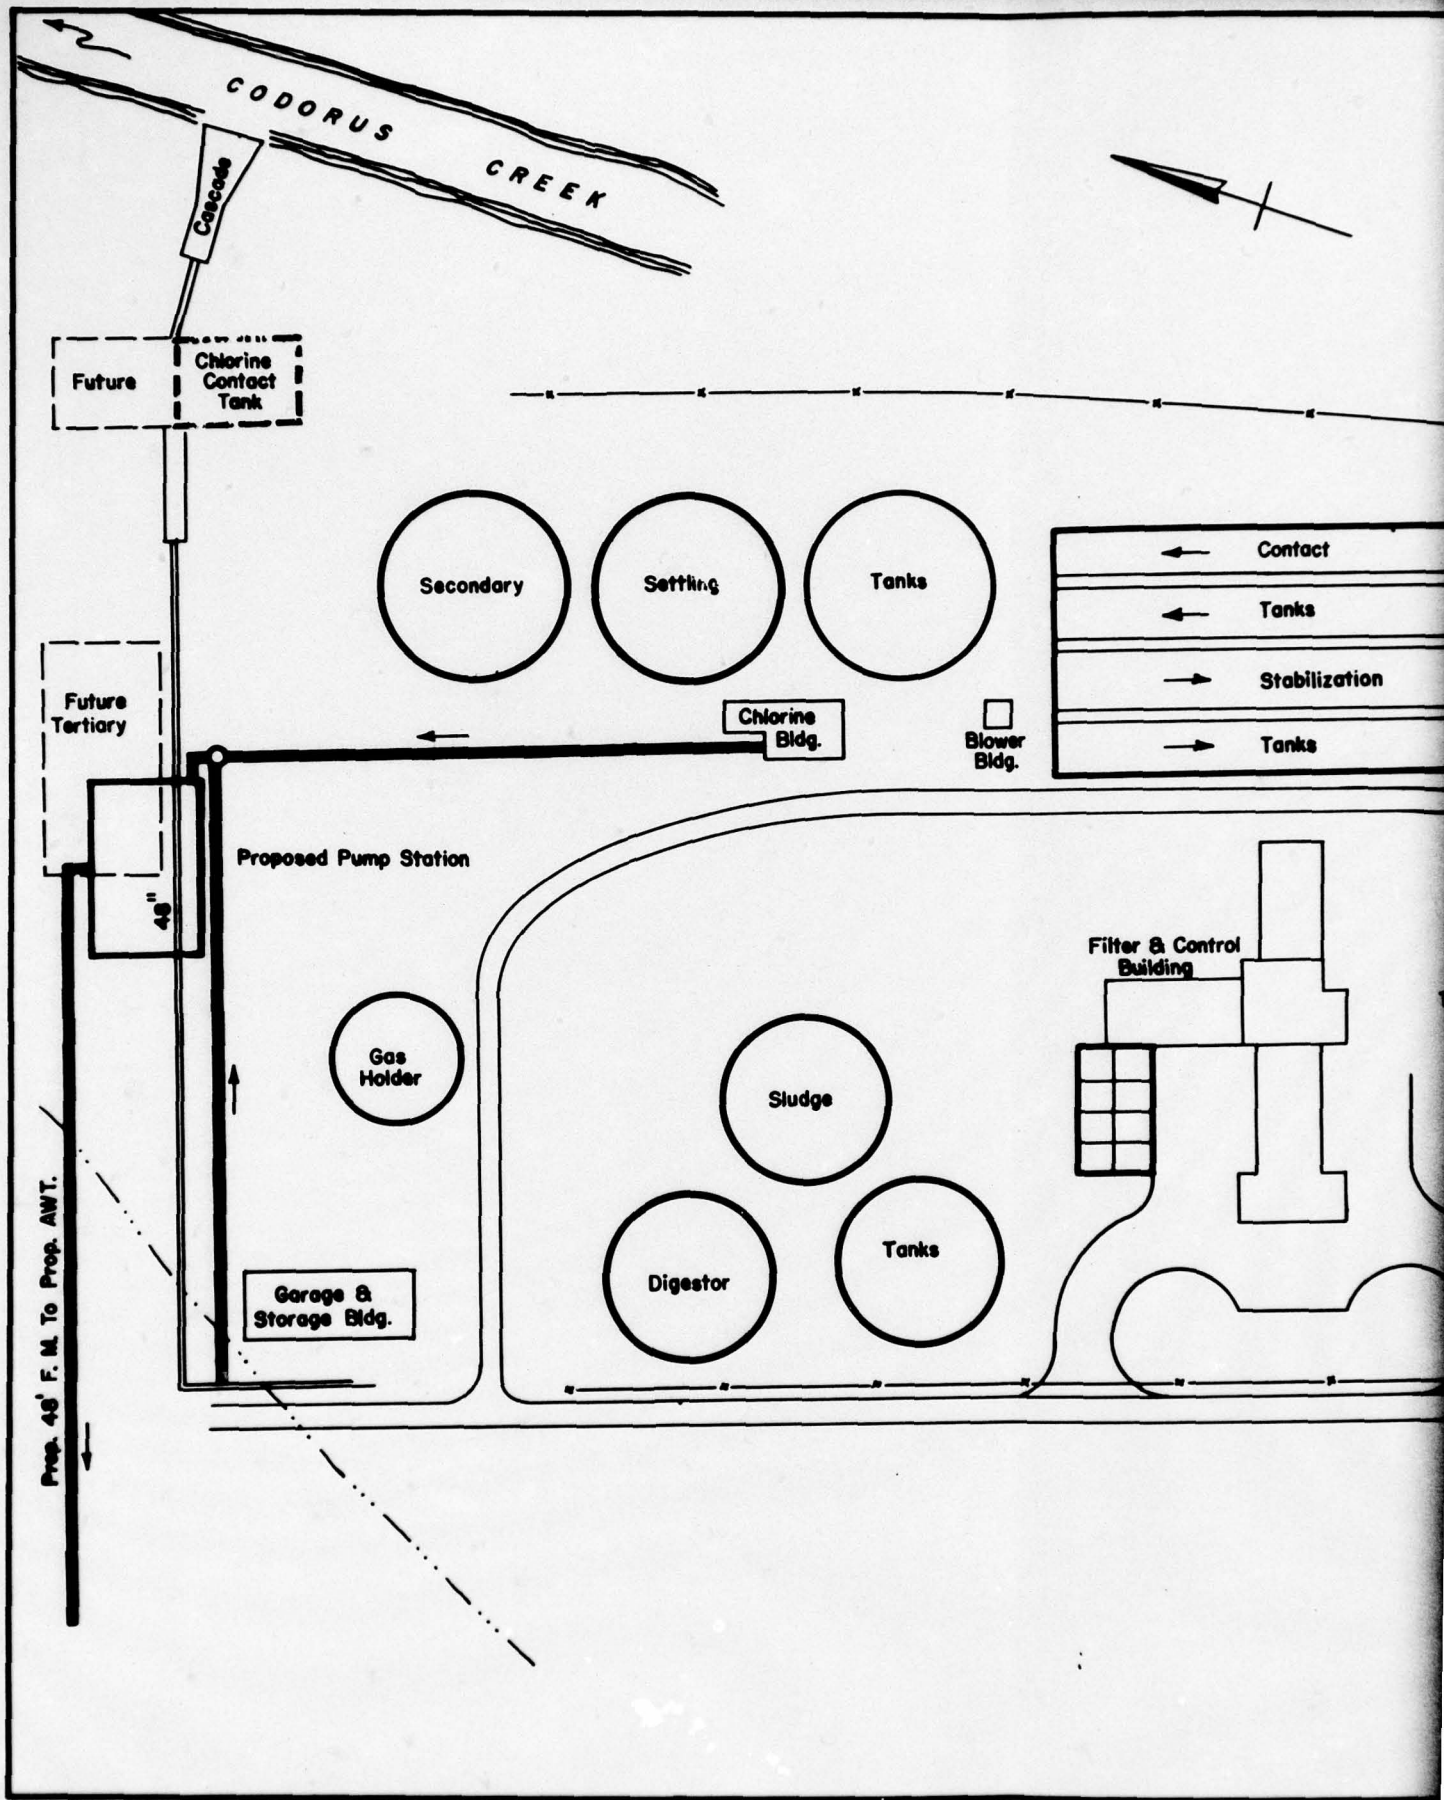 CODORUS CREEK
Cascade
Future
Chlorine
Contact
Tank
Secondary
Settling
Tanks
Contact
Tanks
Stabilization
Tanks
Future
Tertiary
Chlorine
Bldg.
Blower
Bldg.
Proposed Pump Station
48"
Filter & Control
Building
Gas
Holder
Sludge
Digestor
Tanks
Garage &
Storage Bldg.
Prop. 48' F. M. To Prop. AWT.